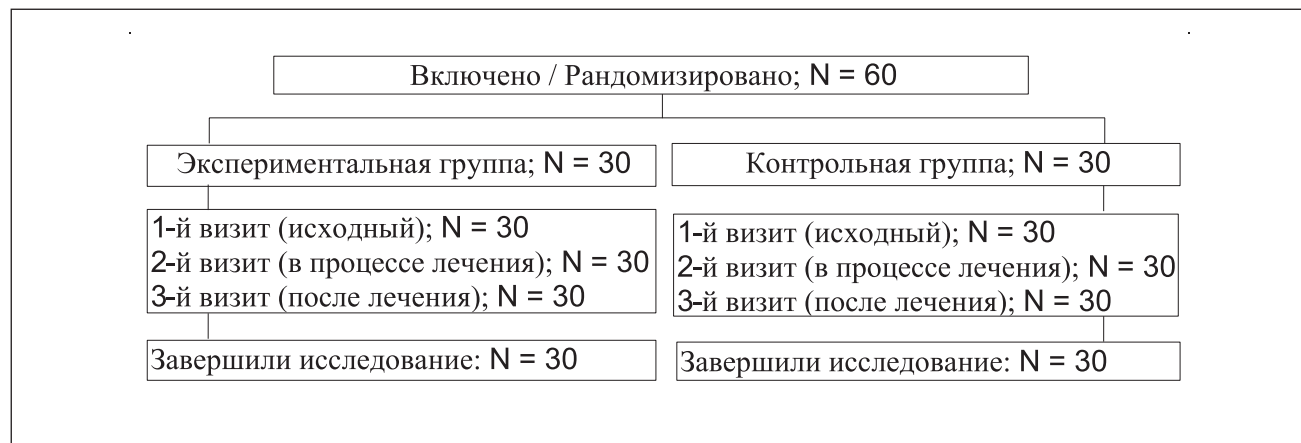 Включено / Рандомизировано; N = 60
Экспериментальная группа; N = 30
Контрольная группа; N = 30
1-й визит (исходный); N = 30
2-й визит (в процессе лечения); N = 30
3-й визит (после лечения); N = 30
1-й визит (исходный); N = 30
2-й визит (в процессе лечения); N = 30
3-й визит (после лечения); N = 30
Завершили исследование: N = 30
Завершили исследование: N = 30